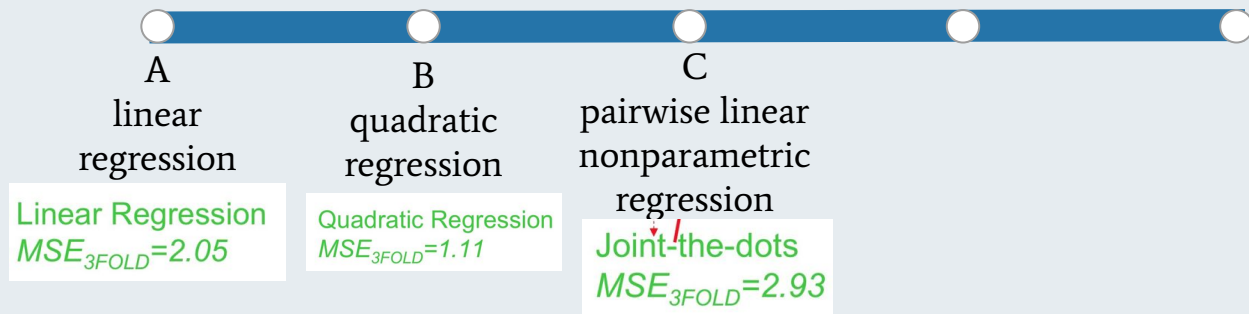 A
linear
regression
Linear Regression
MSE3FOLD=2.05
B
quadratic
regression
Quadratic Regression
MSE3FOLD=1.11
C
pairwise linear
nonparametric
regression
Joint-the-dots
MSE3FOLD=2.93